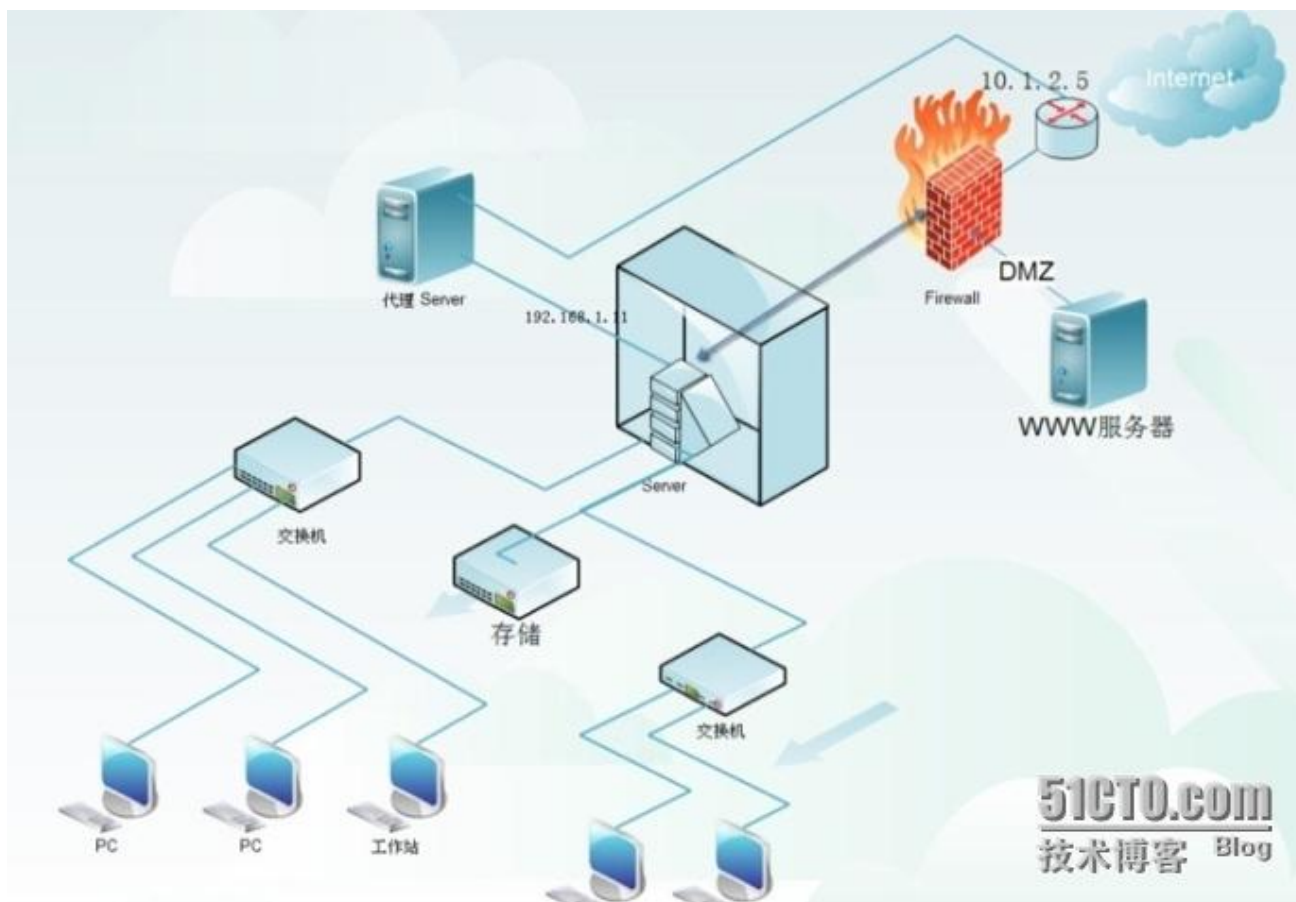 Internet
10.1.2.5
代理 Server
192.168.1.11
DMZ
Firewall
WWW服务器
Server
交换机
存储
交换机
PC
PC
工作站
51CTO.com
技术博客 Blog